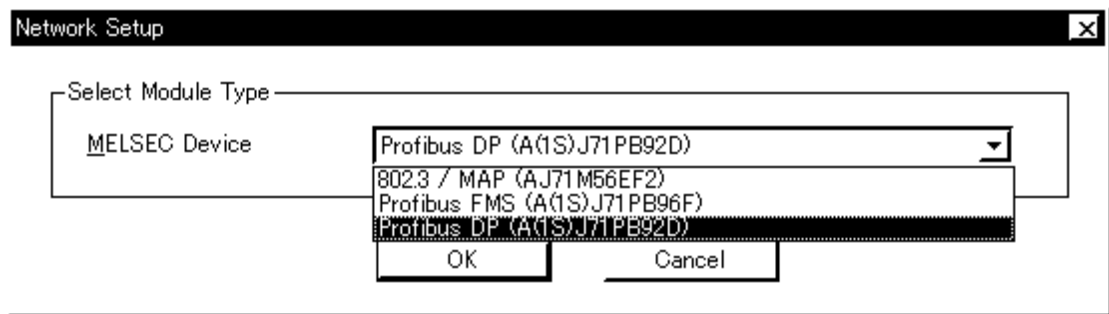 Network Setup
Select Module Type
MELSEC Device
Profibus DP (A(1S)J71PB92D)
802.3 / MAP (AJ71M56EF2)
Profibus FMS (A(1S)J71PB96F)
Profibus DP (A(1S)J71PB92D)
OK Cancel